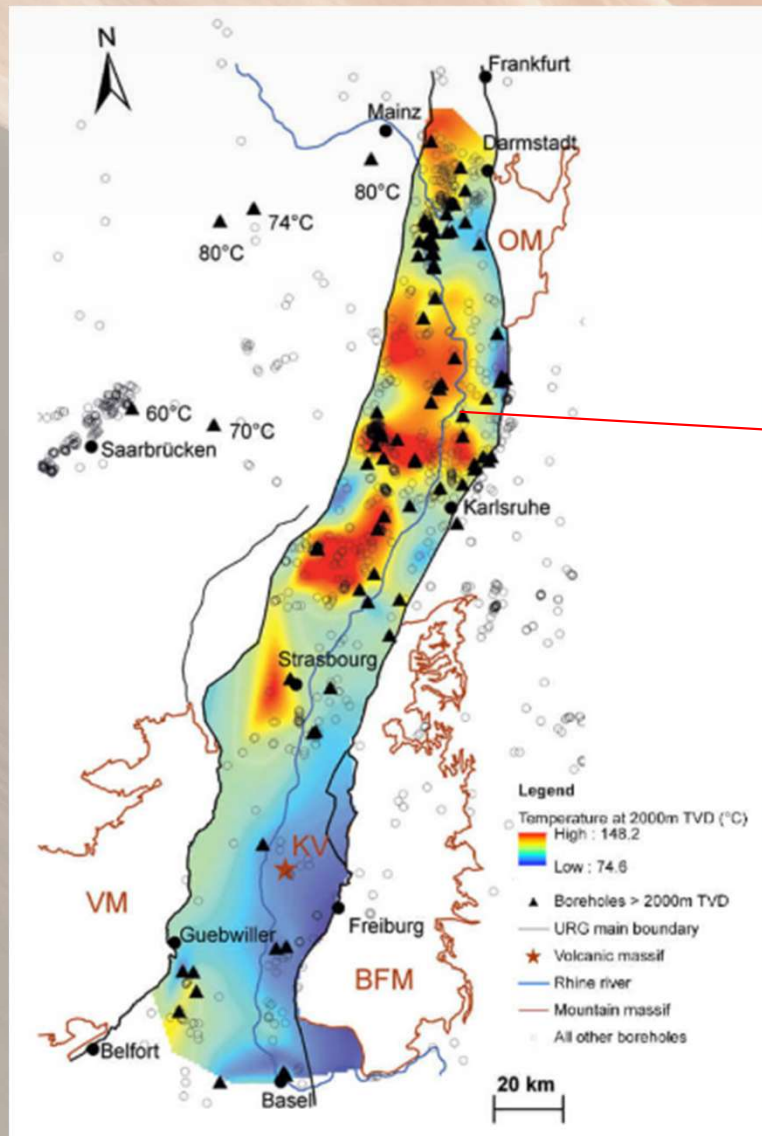 N
Frankfurt
Mainz
Darmstadt
80°C
74°C
80°C
OM
60°C
70°C
Saarbrücken
Karlsruhe
Strasbourg
KV
VM
Guebwiller
Freiburg
BFM
Belfort
Basel
Legend
Temperature at 2000m TVD (°C)
High : 148.2
Low : 74.6
Boreholes > 2000m TVD
URG main boundary
Volcanic massif
Rhine river
Mountain massif
All other boreholes
20 km